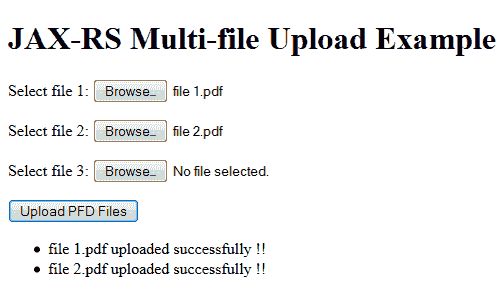 JAX-RS Multi-file Upload Example
Select file 1: Browse... file 1.pdf
Select file 2: Browse... file 2.pdf
Select file 3: Browse... No file selected.
Upload PFD Files
• file 1.pdf uploaded successfully !!
• file 2.pdf uploaded successfully !!